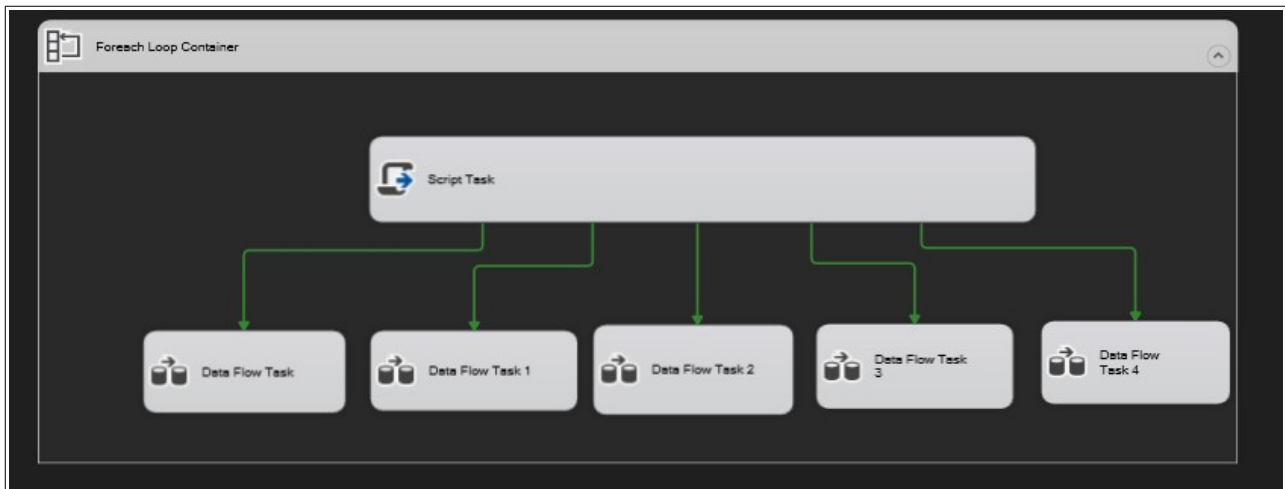 Foreach Loop Container
Script Task
Data Flow Task
Data Flow Task 1
Data Flow Task 2
Data Flow Task
3
Data Flow
Task 4